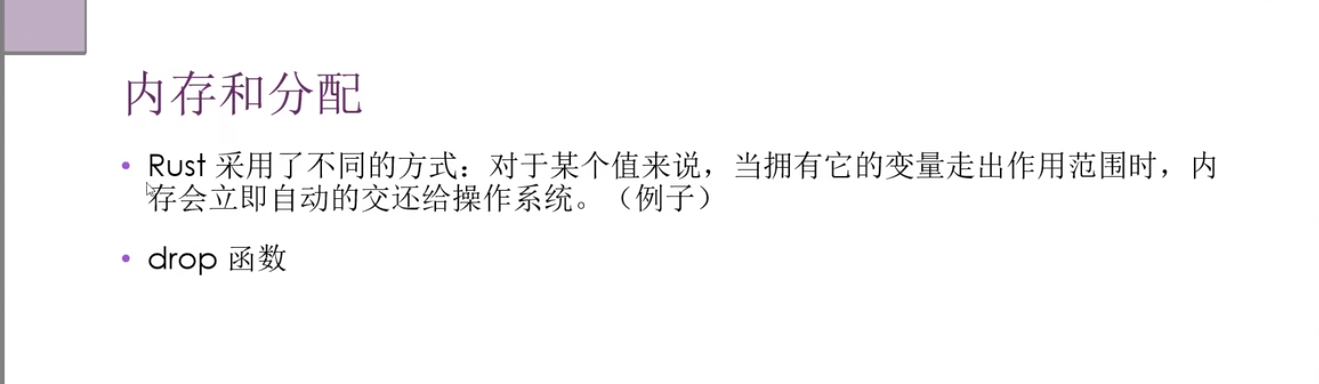 内存和分配
• Rust 采用了不同的方式：对于某个值来说，当拥有它的变量走出作用范围时，内
存会立即自动的交还给操作系统。（例子）
• drop 函数